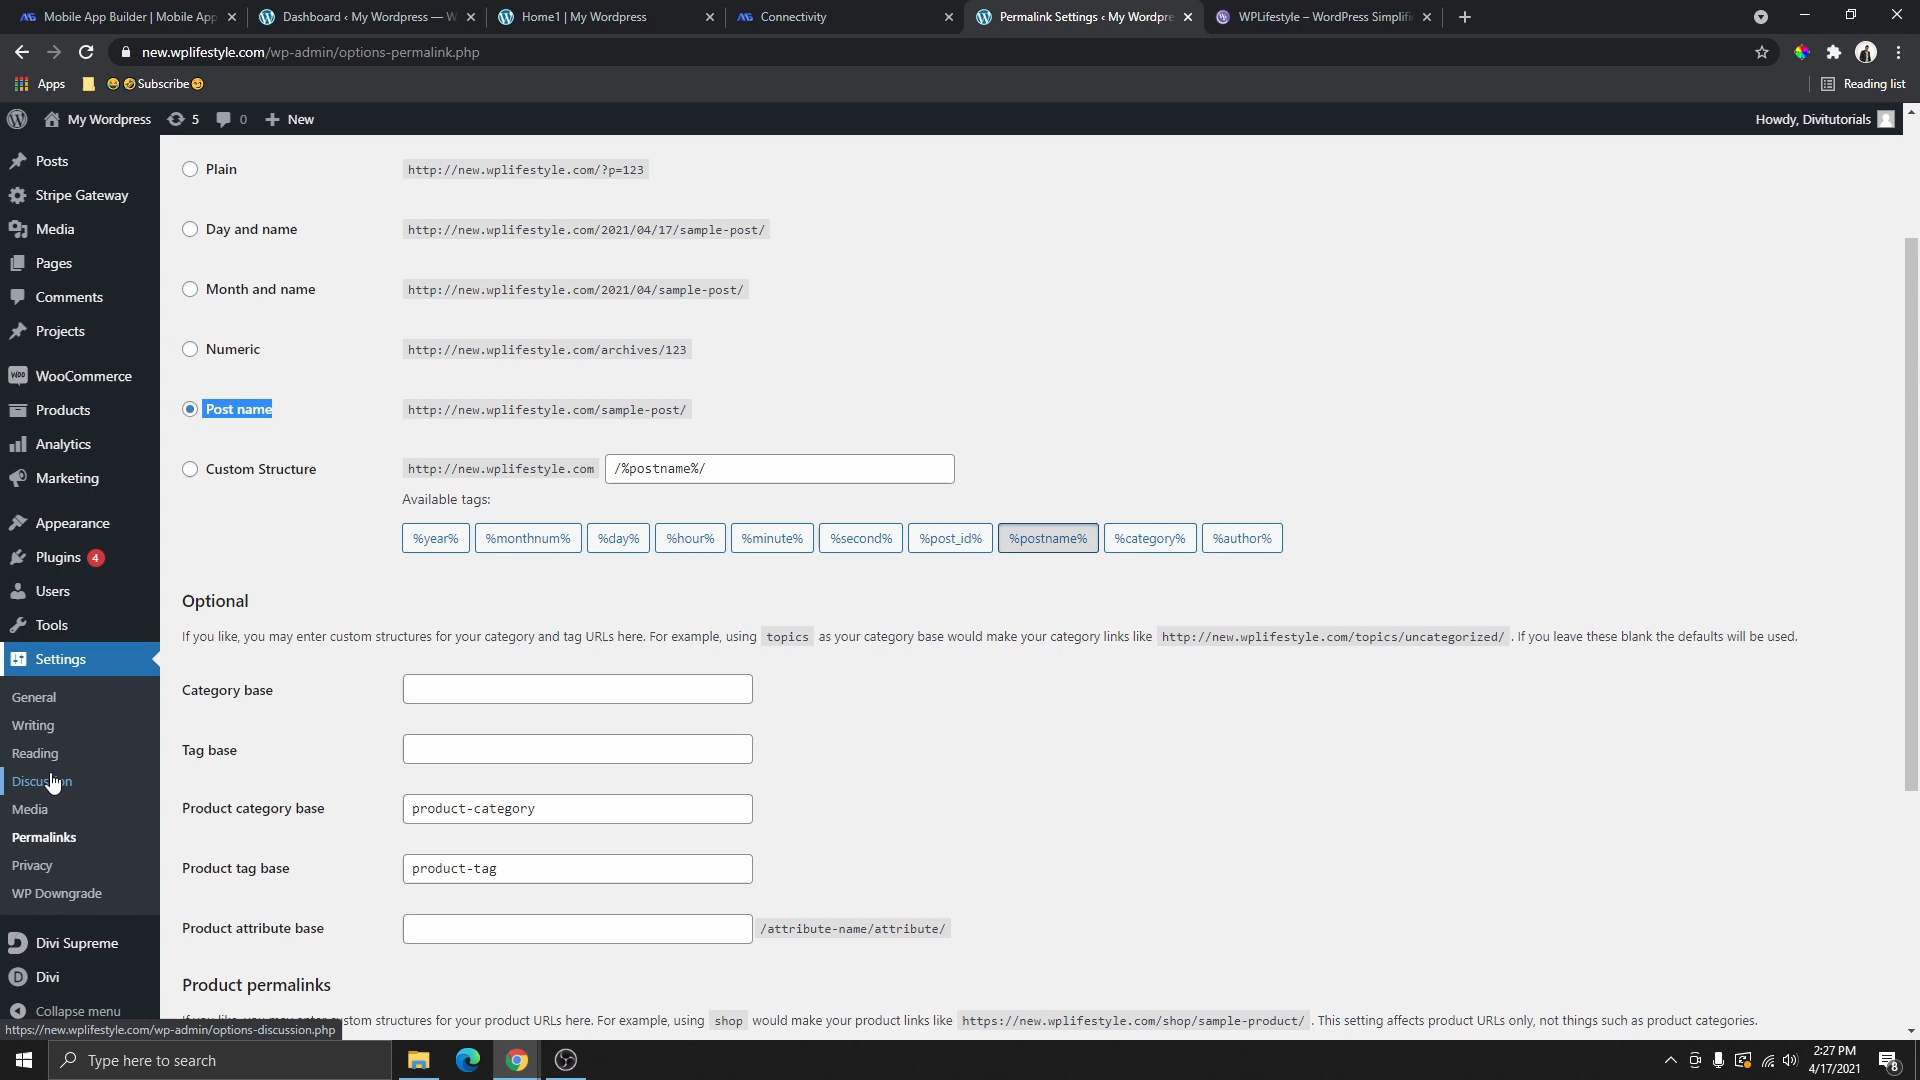 Mobile App Builder | Mobile App
Dashboard ‹ My Wordpress — W
Home1 | My Wordpress
Connectivity
Permalink Settings ‹ My Wordpre
WPLifestyle – WordPress Simplifi
new.wplifestyle.com/wp-admin/options-permalink.php
Apps
😄🤣Subscribe😏
Reading list
My Wordpress
5
0
New
Howdy, Divitutorials
Posts
Stripe Gateway
Media
Pages
Comments
Projects
WooCommerce
Products
Analytics
Marketing
Appearance
Plugins 4
Users
Tools
Settings
General
Writing
Reading
Discussion
Media
Permalinks
Privacy
WP Downgrade
Divi Supreme
Divi
Collapse menu
Plain http://new.wplifestyle.com/?p=123
Day and name http://new.wplifestyle.com/2021/04/17/sample-post/
Month and name http://new.wplifestyle.com/2021/04/sample-post/
Numeric http://new.wplifestyle.com/archives/123
Post name http://new.wplifestyle.com/sample-post/
Custom Structure http://new.wplifestyle.com /%postname%/
Available tags:
%year% %monthnum% %day% %hour% %minute% %second% %post_id% %postname% %category% %author%
Optional
If you like, you may enter custom structures for your category and tag URLs here. For example, using topics as your category base would make your category links like http://new.wplifestyle.com/topics/uncategorized/ . If you leave these blank the defaults will be used.
Category base
Tag base
Product category base product-category
Product tag base product-tag
Product attribute base /attribute-name/attribute/
Product permalinks
custom structures for your product URLs here. For example, using shop would make your product links like https://new.wplifestyle.com/shop/sample-product/ . This setting affects product URLs only, not things such as product categories.
https://new.wplifestyle.com/wp-admin/options-discussion.php
Type here to search
2:27 PM
4/17/2021
8